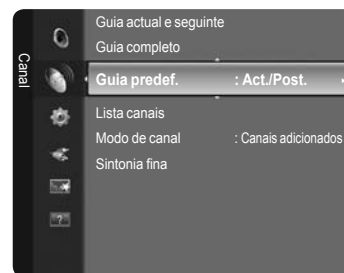 Canal
Guia actual e seguinte
Guia completo
Guia predef. : Act./Post.
Lista canais
Modo de canal : Canais adicionados
Sintonia fina
?